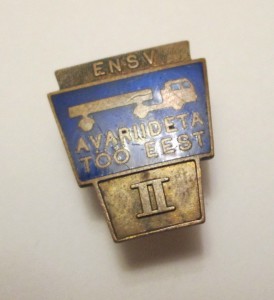 ENSV
AVARIIDETA
TÖÖ EEST
II